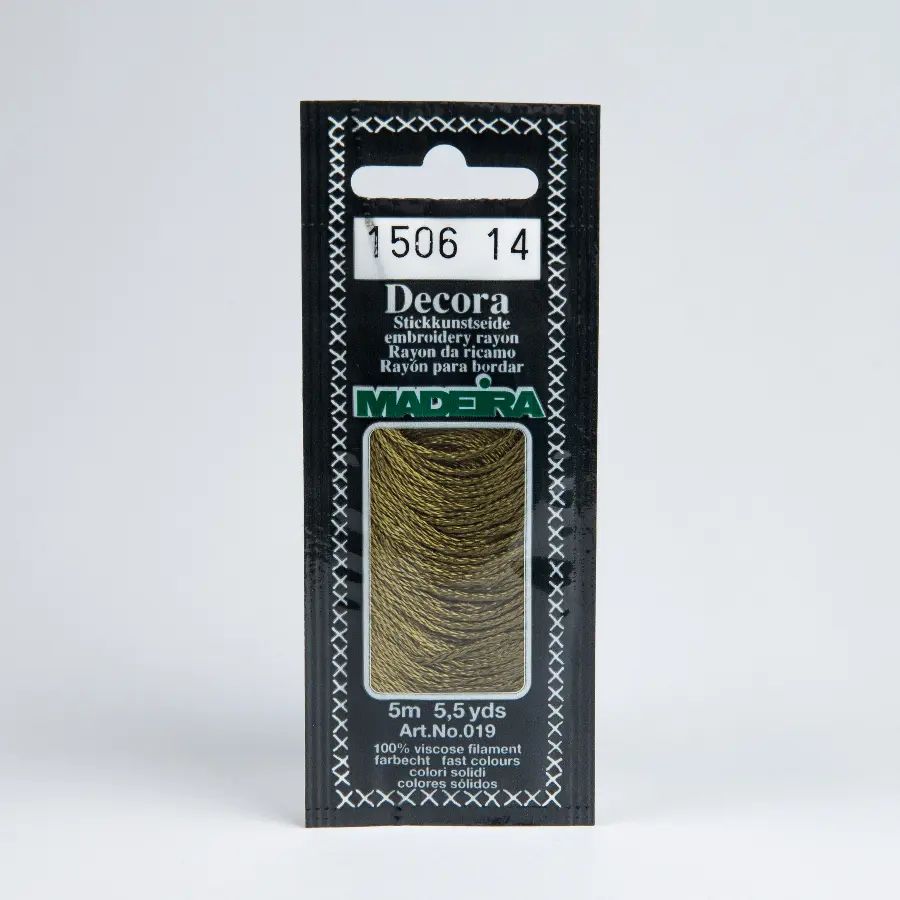 1506 14
Decora
Stickkunstseide
embroidery rayon
Rayon da ricamo
Rayón para bordar
MADEIRA
5m 5,5 yds
Art.No.019
100% viscose filament
farbecht fast colours
colori solidi
colores sólidos